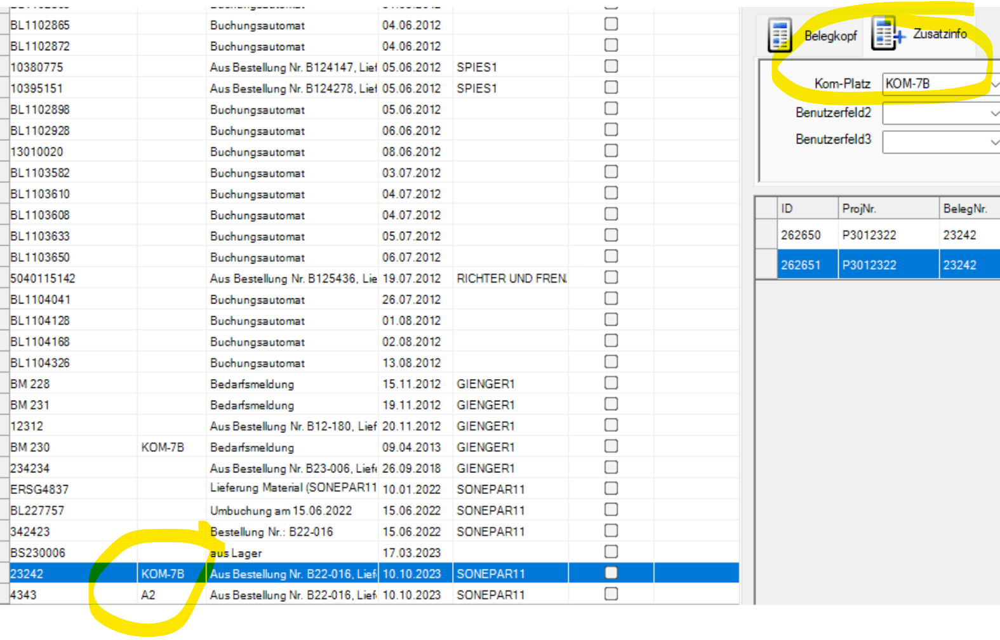 BL1102865 Buchungsautomat 04.06.2012
BL1102872 Buchungsautomat 04.06.2012
10380775 Aus Bestellung Nr. B124147, Lief 05.06.2012 SPIES1
10395151 Aus Bestellung Nr. B124278, Lief 05.06.2012 SPIES1
BL1102898 Buchungsautomat 05.06.2012
BL1102928 Buchungsautomat 06.06.2012
13010020 Buchungsautomat 08.06.2012
BL1103582 Buchungsautomat 03.07.2012
BL1103610 Buchungsautomat 04.07.2012
BL1103608 Buchungsautomat 04.07.2012
BL1103633 Buchungsautomat 05.07.2012
BL1103650 Buchungsautomat 06.07.2012
5040115142 Aus Bestellung Nr. B125436, Lie 19.07.2012 RICHTER UND FREN
BL1104041 Buchungsautomat 26.07.2012
BL1104128 Buchungsautomat 01.08.2012
BL1104168 Buchungsautomat 02.08.2012
BL1104326 Buchungsautomat 13.08.2012
BM 228 Bedarfsmeldung 15.11.2012 GIENGER1
BM 231 Bedarfsmeldung 19.11.2012 GIENGER1
12312 Aus Bestellung Nr. B12-180, Lief 20.11.2012 GIENGER1
BM 230 KOM-7B Bedarfsmeldung 09.04.2013 GIENGER1
234234 Aus Bestellung Nr. B23-006, Lief 26.09.2018 GIENGER1
ERSG4837 Lieferung Material (SONEPAR11 10.01.2022 SONEPAR11
BL227757 Umbuchung am 15.06.2022 15.06.2022 SONEPAR11
342423 Bestellung Nr.: B22-016 15.06.2022 SONEPAR11
BS230006 aus Lager 17.03.2023
23242 KOM-7B Aus Bestellung Nr. B22-016, Lief 10.10.2023 SONEPAR11
4343 A2 Aus Bestellung Nr. B22-016, Lief 10.10.2023 SONEPAR11
Belegkopf Zusatzinfo
Kom-Platz KOM-7B
Benutzerfeld2
Benutzerfeld3
ID ProjNr. BelegNr.
262650 P3012322 23242
262651 P3012322 23242